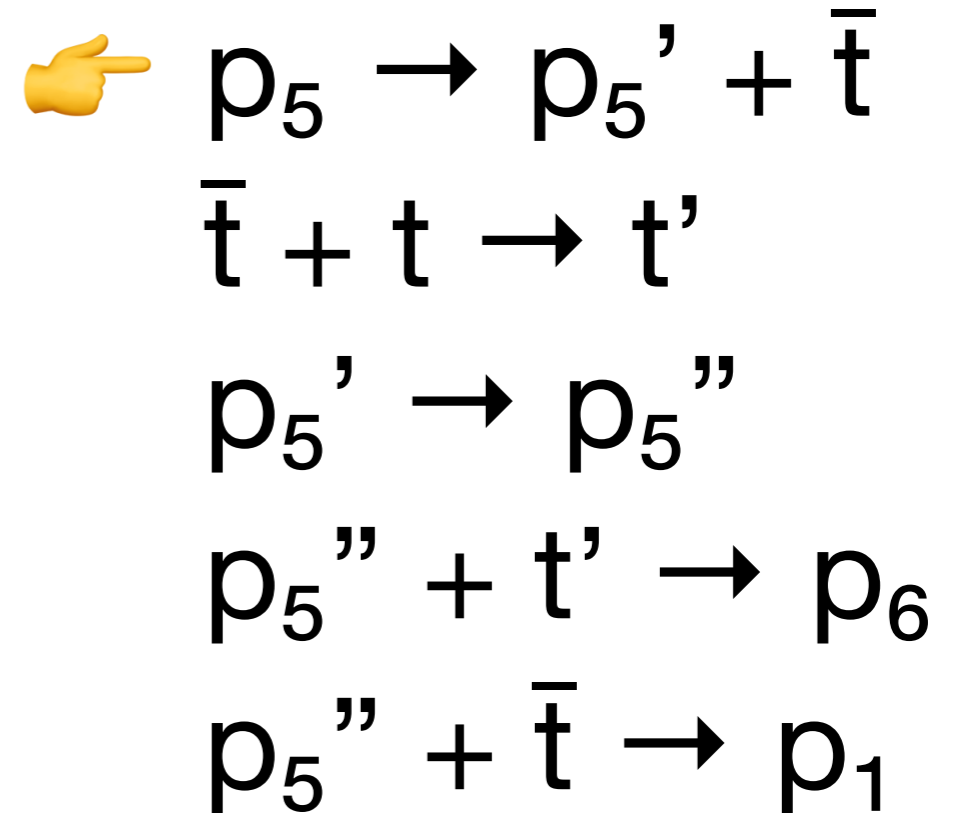 👉 p₅ → p₅’ + t̅
t̅ + t → t’
p₅’ → p₅”
p₅” + t’ → p₆
p₅” + t̅ → p₁